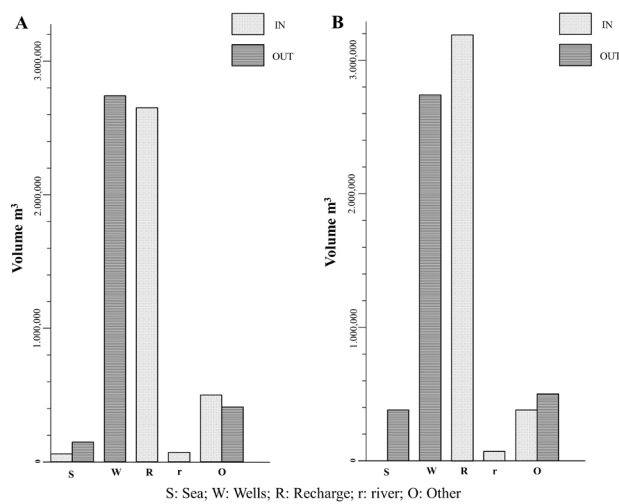 A
IN
OUT
Volume m³
3.000,000
2.000,000
1.000,000
0
S W R r O
B
IN
OUT
Volume m³
3.000,000
2.000,000
1.000,000
0
S W R r O
S: Sea; W: Wells; R: Recharge; r: river; O: Other